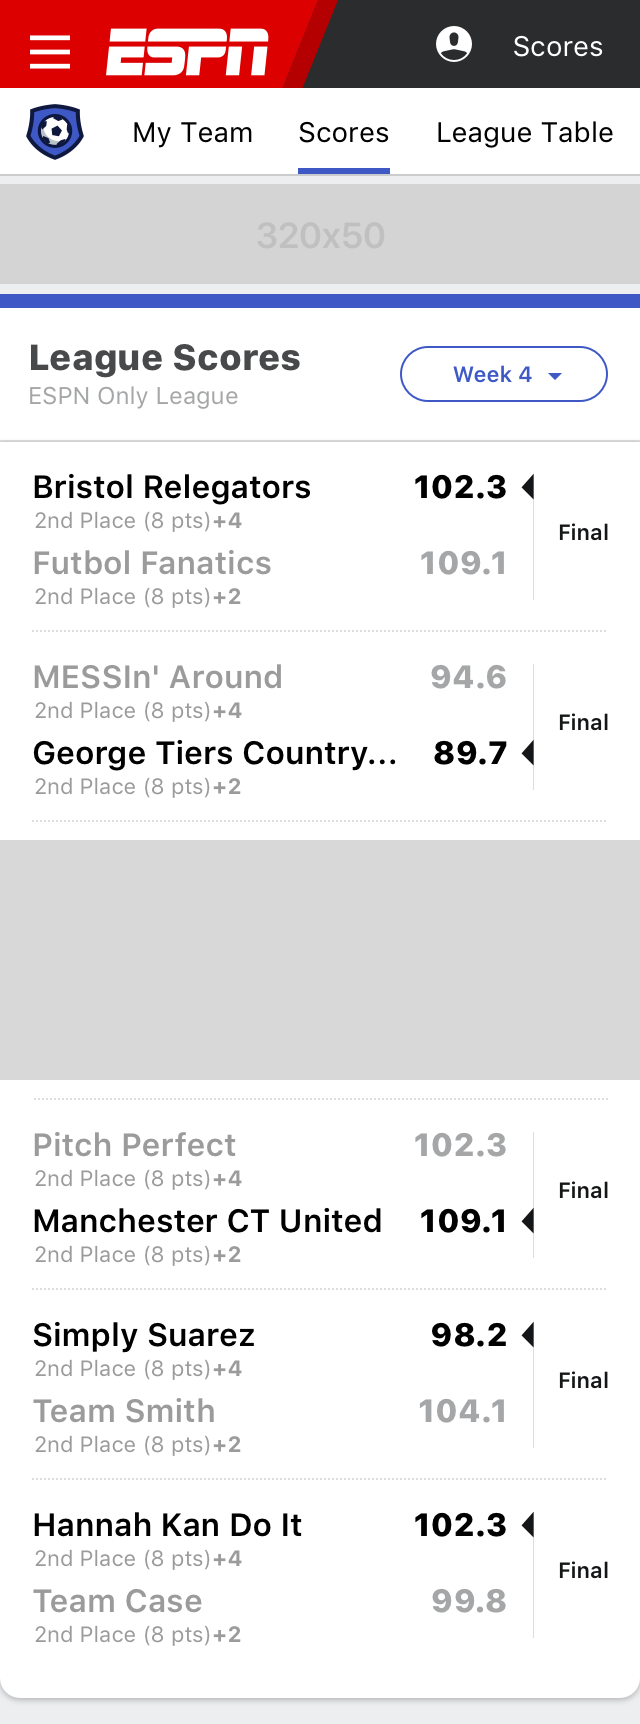 ESPN
Scores
My Team
Scores
League Table
320x50
League Scores
Week 4
ESPN Only League
Bristol Relegators 102.3
2nd Place (8 pts)+4
Final
Futbol Fanatics 109.1
2nd Place (8 pts)+2
MESSIn' Around 94.6
2nd Place (8 pts)+4
Final
George Tiers Country... 89.7
2nd Place (8 pts)+2
Pitch Perfect 102.3
2nd Place (8 pts)+4
Final
Manchester CT United 109.1
2nd Place (8 pts)+2
Simply Suarez 98.2
2nd Place (8 pts)+4
Final
Team Smith 104.1
2nd Place (8 pts)+2
Hannah Kan Do It 102.3
2nd Place (8 pts)+4
Final
Team Case 99.8
2nd Place (8 pts)+2